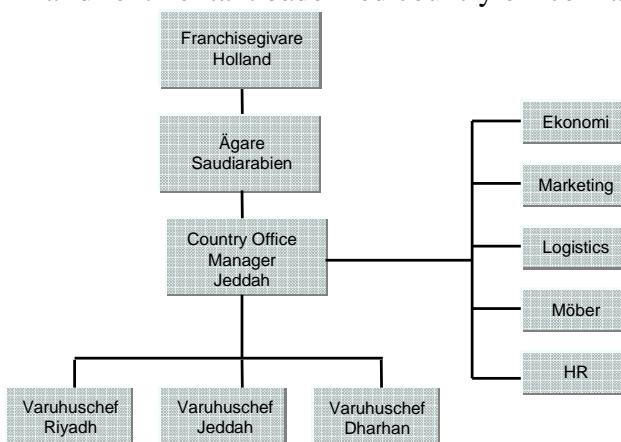 Franchisegivare
Holland
Ägare
Saudiarabien
Country Office
Manager
Jeddah
Ekonomi
Marketing
Logistics
Möber
HR
Varuhuschef
Riyadh
Varuhuschef
Jeddah
Varuhuschef
Dharhan